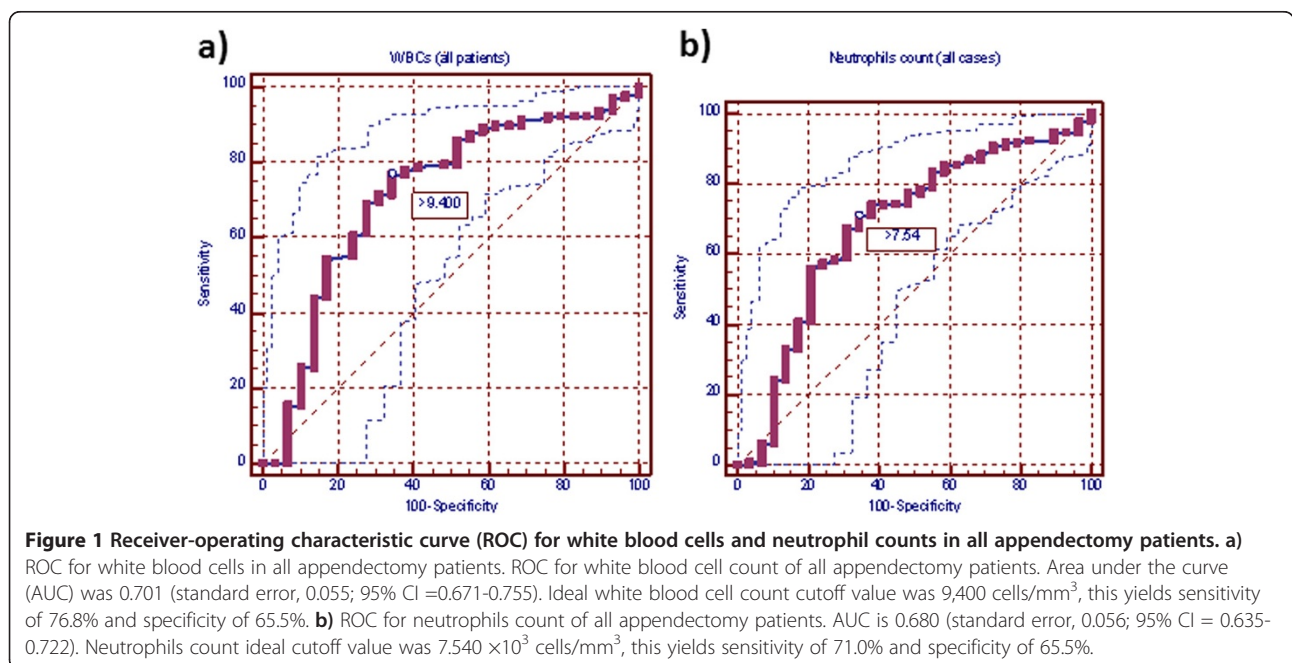 a)
WBCs (all patients)
100
80
60
40
20
0
Sensitivity
>9.400
0 20 40 60 80 100
100-Specificity
b)
Neutrophils count (all cases)
100
80
60
40
20
0
Sensitivity
>7.54
0 20 40 60 80 100
100-Specificity
Figure 1 Receiver-operating characteristic curve (ROC) for white blood cells and neutrophil counts in all appendectomy patients. a)
ROC for white blood cells in all appendectomy patients. ROC for white blood cell count of all appendectomy patients. Area under the curve
(AUC) was 0.701 (standard error, 0.055; 95% CI =0.671-0.755). Ideal white blood cell count cutoff value was 9,400 cells/mm³, this yields sensitivity
of 76.8% and specificity of 65.5%. b) ROC for neutrophils count of all appendectomy patients. AUC is 0.680 (standard error, 0.056; 95% CI = 0.635-
0.722). Neutrophils count ideal cutoff value was 7.540 ×10³ cells/mm³, this yields sensitivity of 71.0% and specificity of 65.5%.